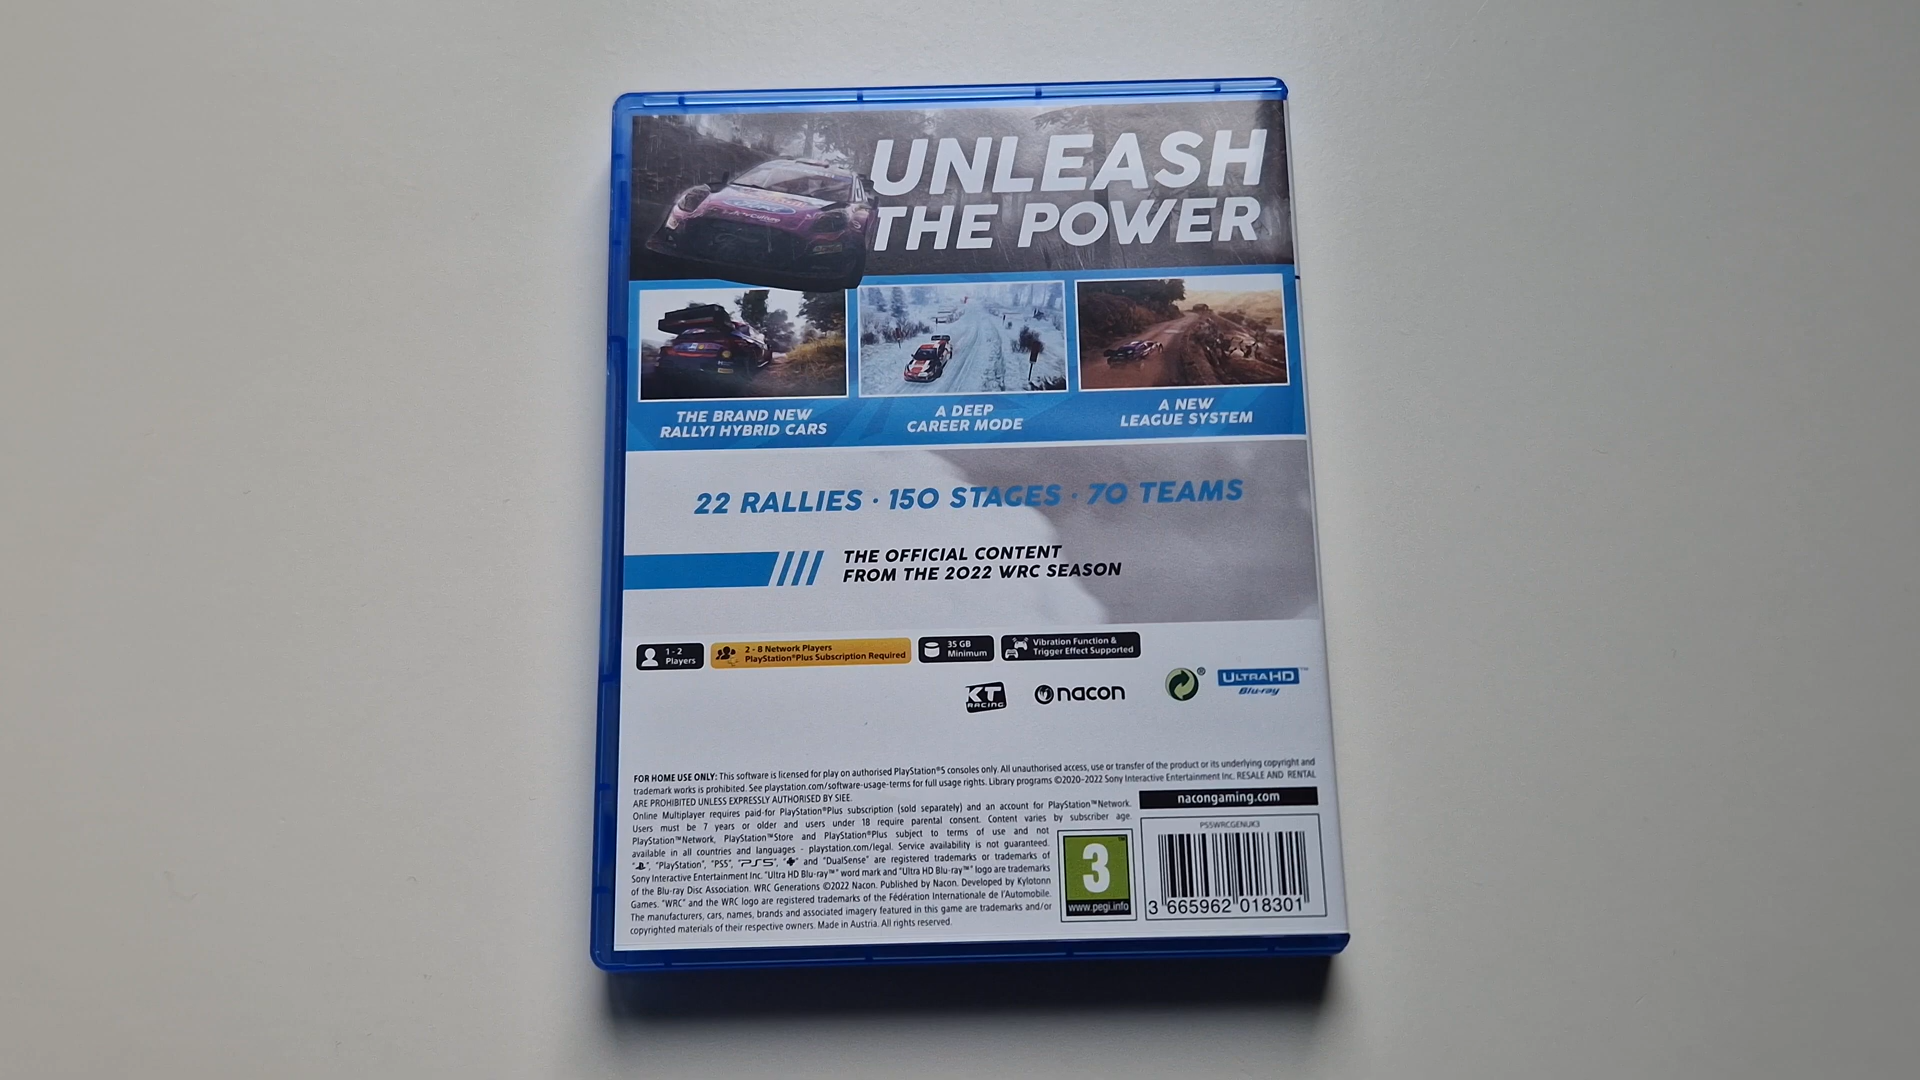 UNLEASH
THE POWER
THE BRAND NEW
RALLY1 HYBRID CARS
A DEEP
CAREER MODE
A NEW
LEAGUE SYSTEM
22 RALLIES · 150 STAGES · 70 TEAMS
THE OFFICIAL CONTENT
FROM THE 2022 WRC SEASON
1 - 2
Players
2 - 8 Network Players
PlayStation®Plus Subscription Required
35 GB
Minimum
Vibration Function &
Trigger Effect Supported
KT
RACING
nacon
ULTRA HD™
Blu-ray
FOR HOME USE ONLY: This software is licensed for play on authorised PlayStation®5 consoles only. All unauthorised access, use or transfer of the product or its underlying copyright and
trademark works is prohibited. See playstation.com/software-usage-terms for full usage rights. Library programs ©2020-2022 Sony Interactive Entertainment Inc. RESALE AND RENTAL
ARE PROHIBITED UNLESS EXPRESSLY AUTHORISED BY SIEE.
Online Multiplayer requires paid-for PlayStation®Plus subscription (sold separately) and an account for PlayStation™Network.
Users must be 7 years or older and users under 18 require parental consent. Content varies by subscriber age.
PlayStation™Network, PlayStation™Store and PlayStation®Plus subject to terms of use and not
available in all countries and languages - playstation.com/legal. Service availability is not guaranteed.
"", "PlayStation", "PS5", "PS5", "" and "DualSense" are registered trademarks or trademarks of
Sony Interactive Entertainment Inc. "Ultra HD Blu-ray™" word mark and "Ultra HD Blu-ray™" logo are trademarks
of the Blu-ray Disc Association. WRC Generations ©2022 Nacon. Published by Nacon. Developed by Kylotonn
Games. "WRC" and the WRC logo are registered trademarks of the Fédération Internationale de l'Automobile.
The manufacturers, cars, names, brands and associated imagery featured in this game are trademarks and/or
copyrighted materials of their respective owners. Made in Austria. All rights reserved.
nacongaming.com
PS5WRCGENUK3
3
www.pegi.info
3 665962 018301
Ford